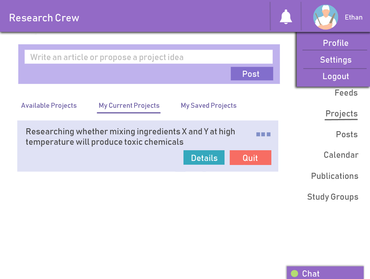 Research Crew
Ethan
Profile
Settings
Logout
Write an article or propose a project idea
Post
Available Projects
My Current Projects
My Saved Projects
Researching whether mixing ingredients X and Y at high
temperature will produce toxic chemicals
Details
Quit
Feeds
Projects
Posts
Calendar
Publications
Study Groups
Chat